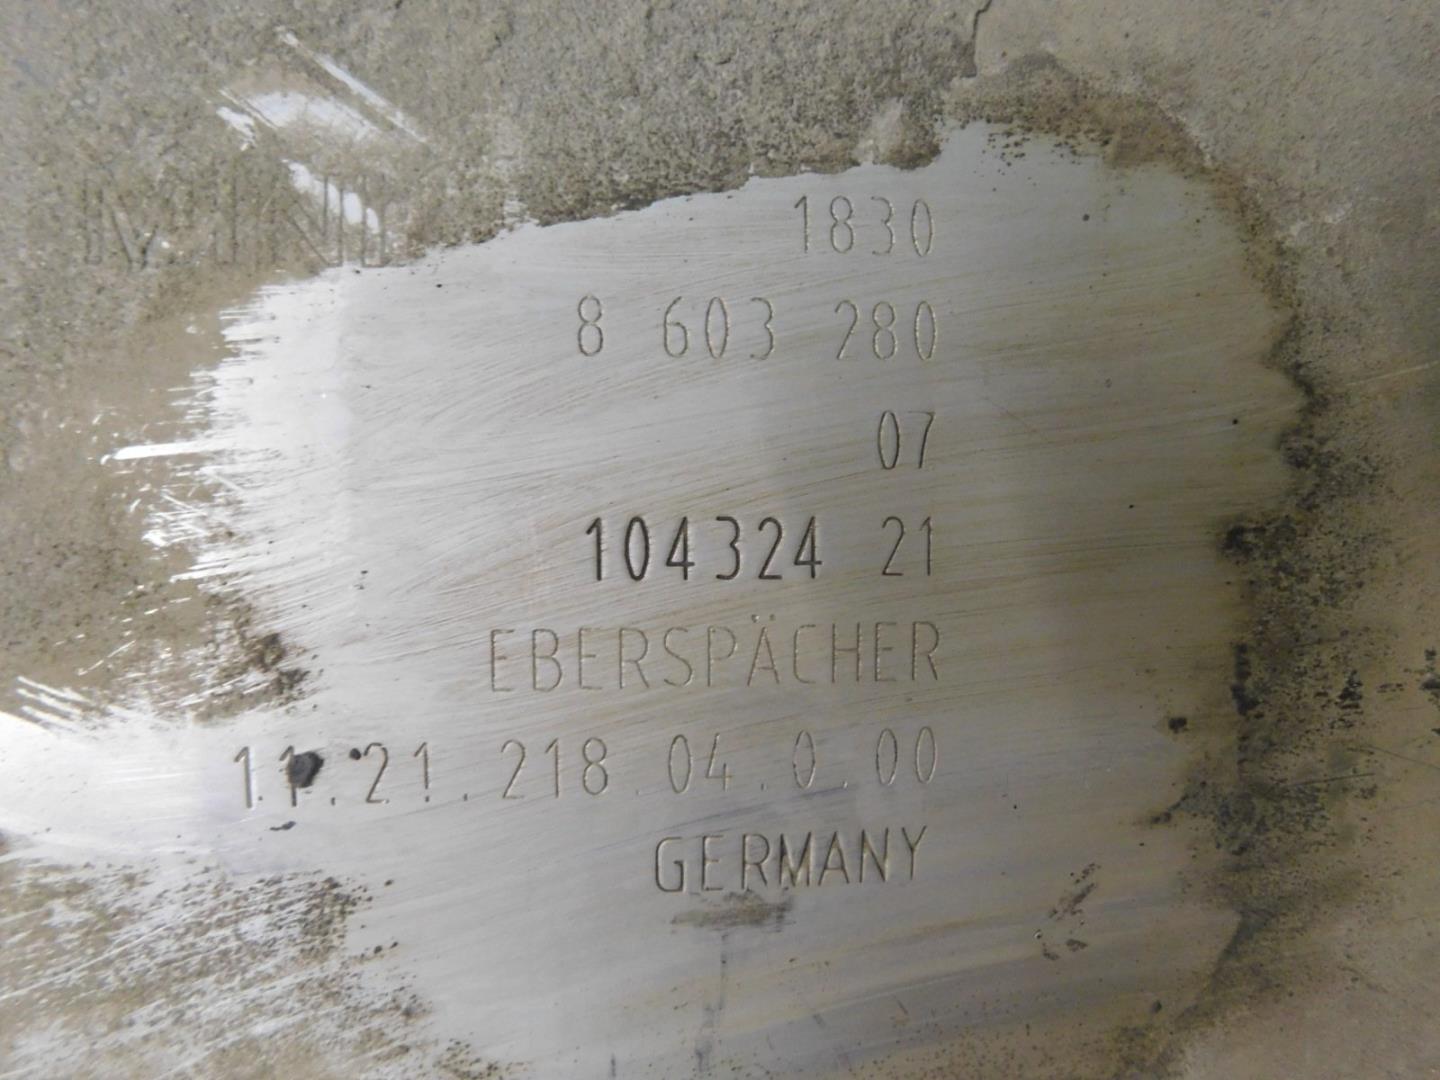 1830
8 603 280
07
104324 21
EBERSPÄCHER
11.21.218.04.0.00
GERMANY